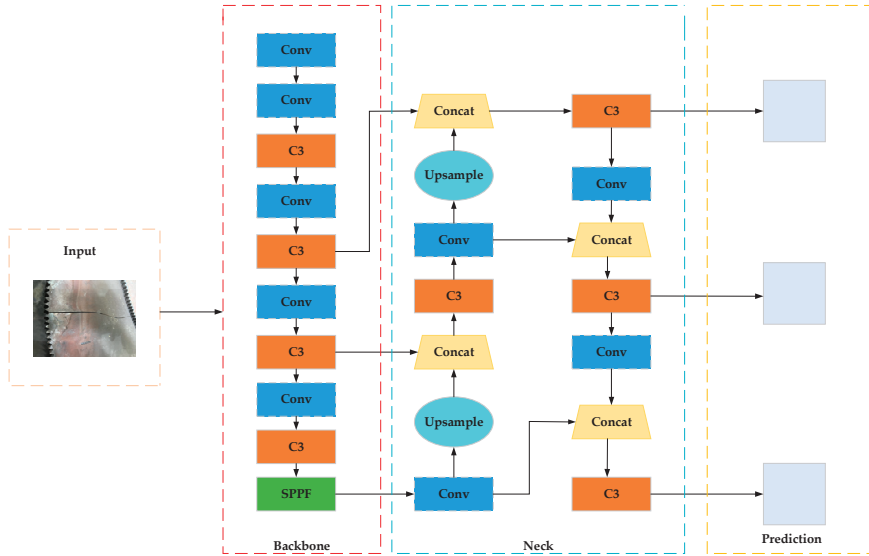 Input
Conv
Conv
C3
Conv
C3
Conv
C3
Conv
C3
SPPF
Backbone
Concat
Upsample
Conv
C3
Concat
Upsample
Conv
C3
Conv
Concat
C3
Conv
Concat
C3
Neck
Prediction